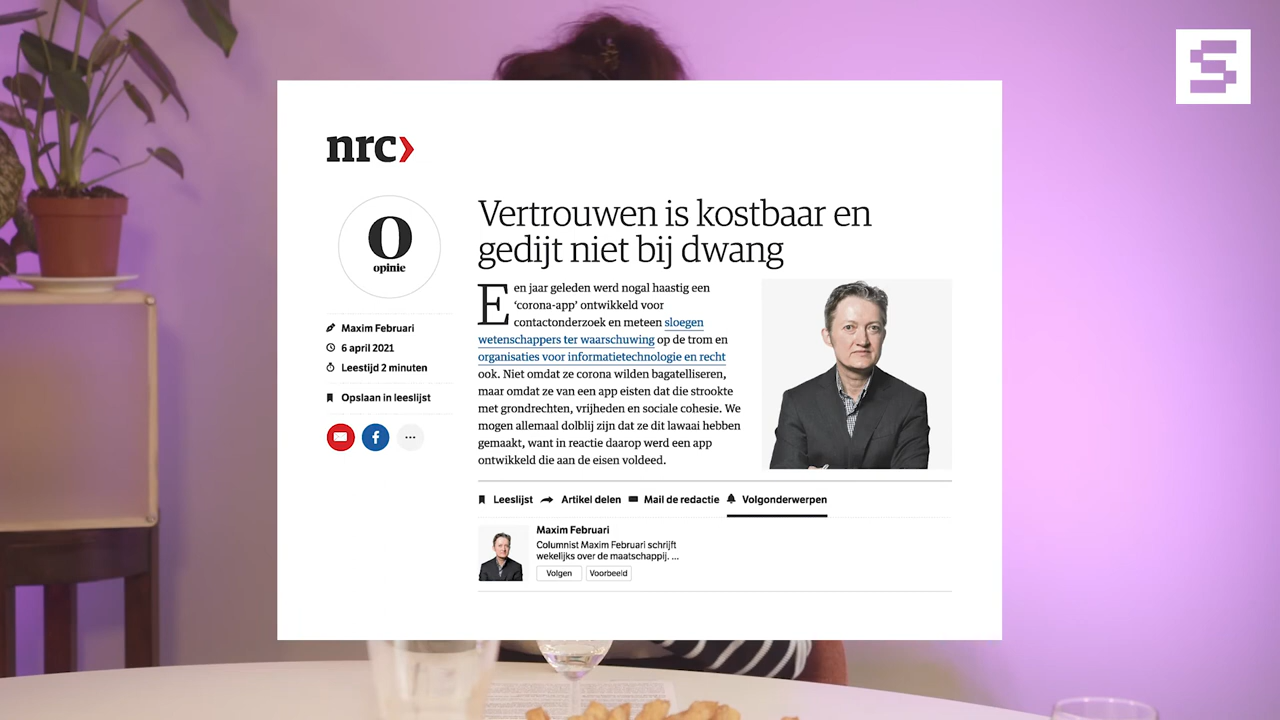 nrc
O
opinie
Maxim Februari
6 april 2021
Leestijd 2 minuten
Opslaan in leeslijst
Vertrouwen is kostbaar en
gedijt niet bij dwang
Een jaar geleden werd nogal haastig een
‘corona-app’ ontwikkeld voor
contactonderzoek en meteen sloegen
wetenschappers ter waarschuwing op de trom en
organisaties voor informatietechnologie en recht
ook. Niet omdat ze corona wilden bagatelliseren,
maar omdat ze van een app eisten dat die strookte
met grondrechten, vrijheden en sociale cohesie. We
mogen allemaal dolblij zijn dat ze dit lawaai hebben
gemaakt, want in reactie daarop werd een app
ontwikkeld die aan de eisen voldeed.
Leeslijst Artikel delen Mail de redactie Volgonderwerpen
Maxim Februari
Columnist Maxim Februari schrijft
wekelijks over de maatschappij. ...
Volgen Voorbeeld
S